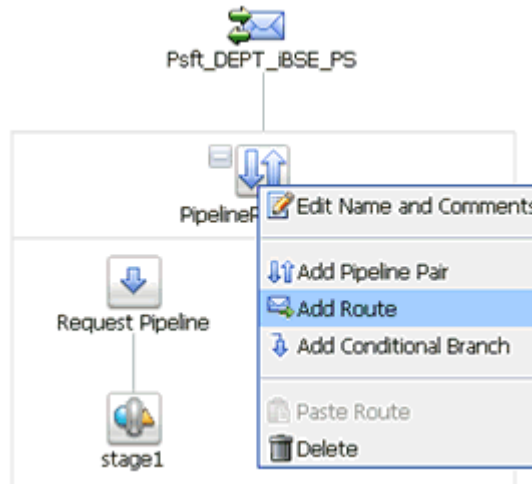 Psft_DEPT_iBSE_PS
PipelineP
Edit Name and Comments
Add Pipeline Pair
Request Pipeline
Add Route
Add Conditional Branch
Paste Route
stage1
Delete